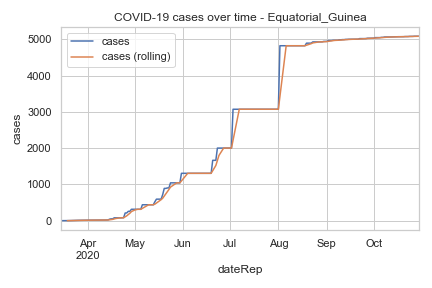 COVID-19 cases over time - Equatorial_Guinea
cases
cases (rolling)
5000
4000
3000
2000
1000
0
cases
Apr
2020
May
Jun
Jul
Aug
Sep
Oct
dateRep